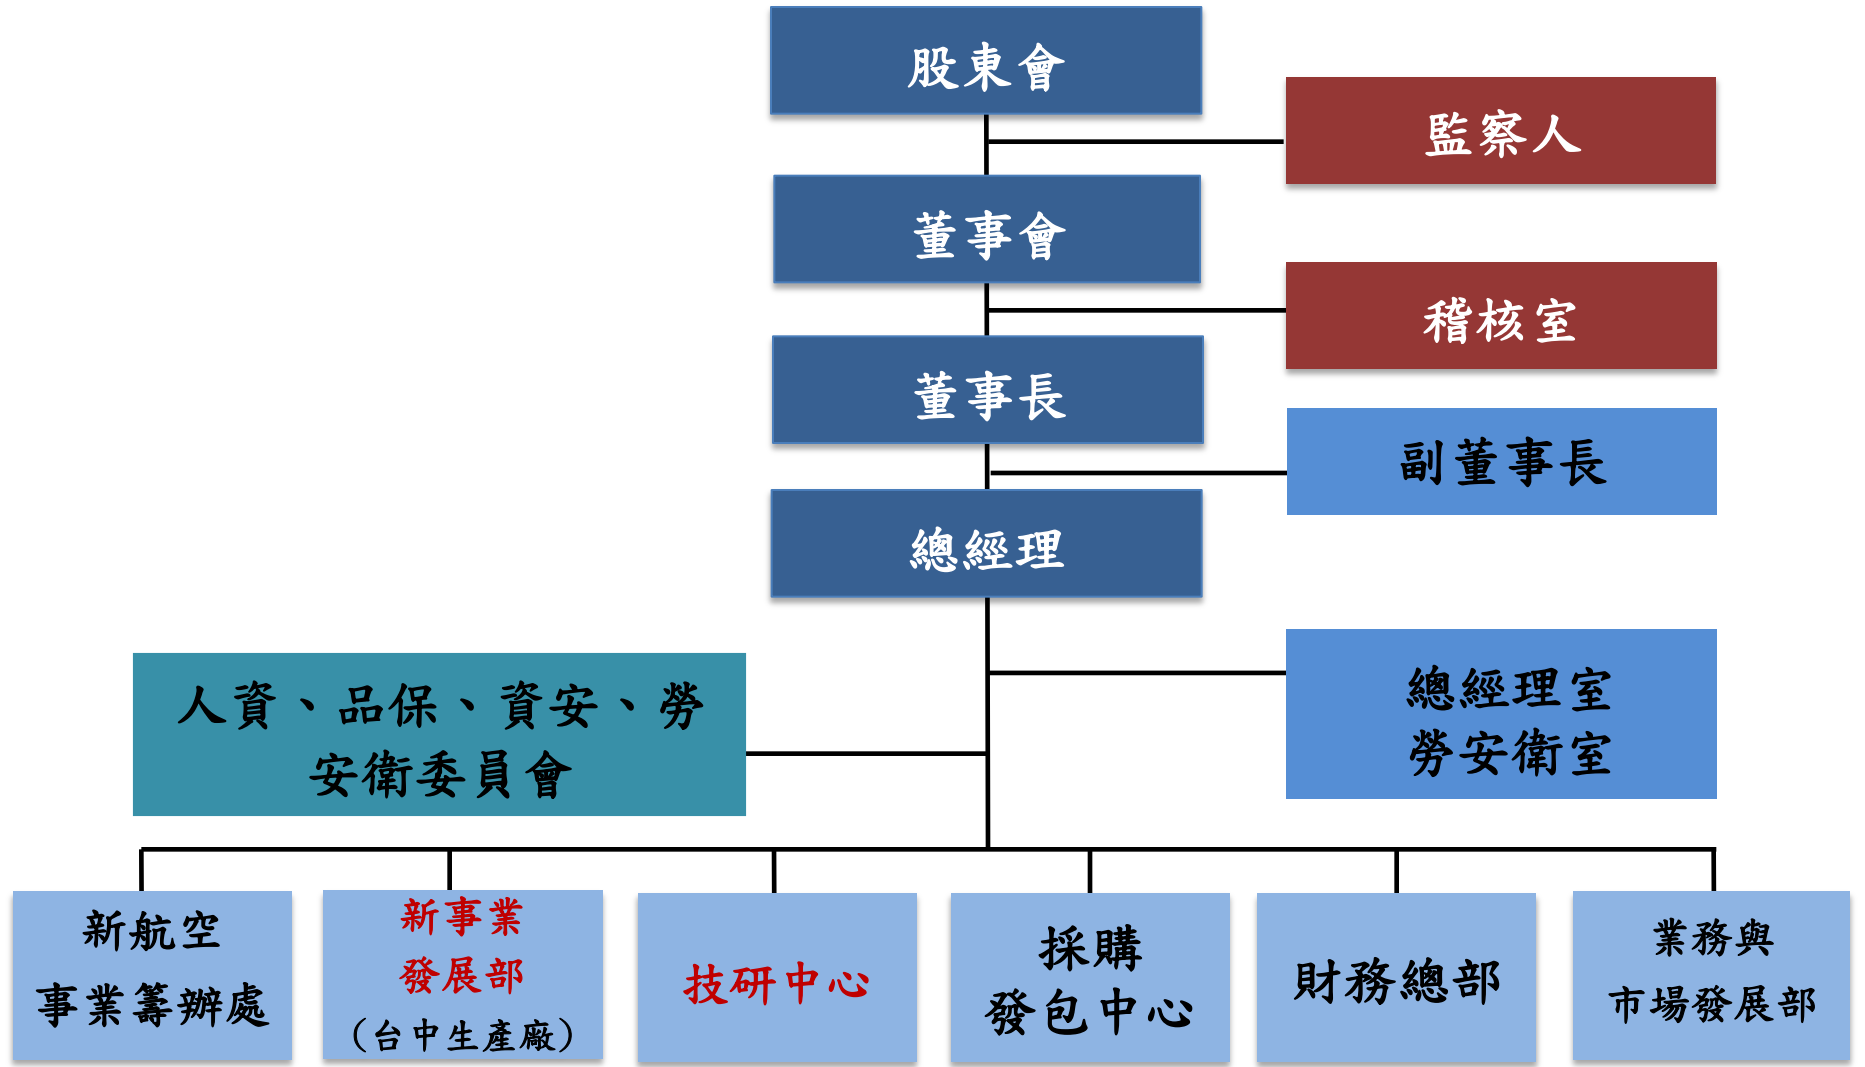 股東會
監察人
董事會
稽核室
董事長
副董事長
總經理
人資、品保、資安、勞
安衛委員會
總經理室
勞安衛室
新航空
事業籌辦處
新事業
發展部
（台中生產廠）
技研中心
採購
發包中心
財務總部
業務與
市場發展部